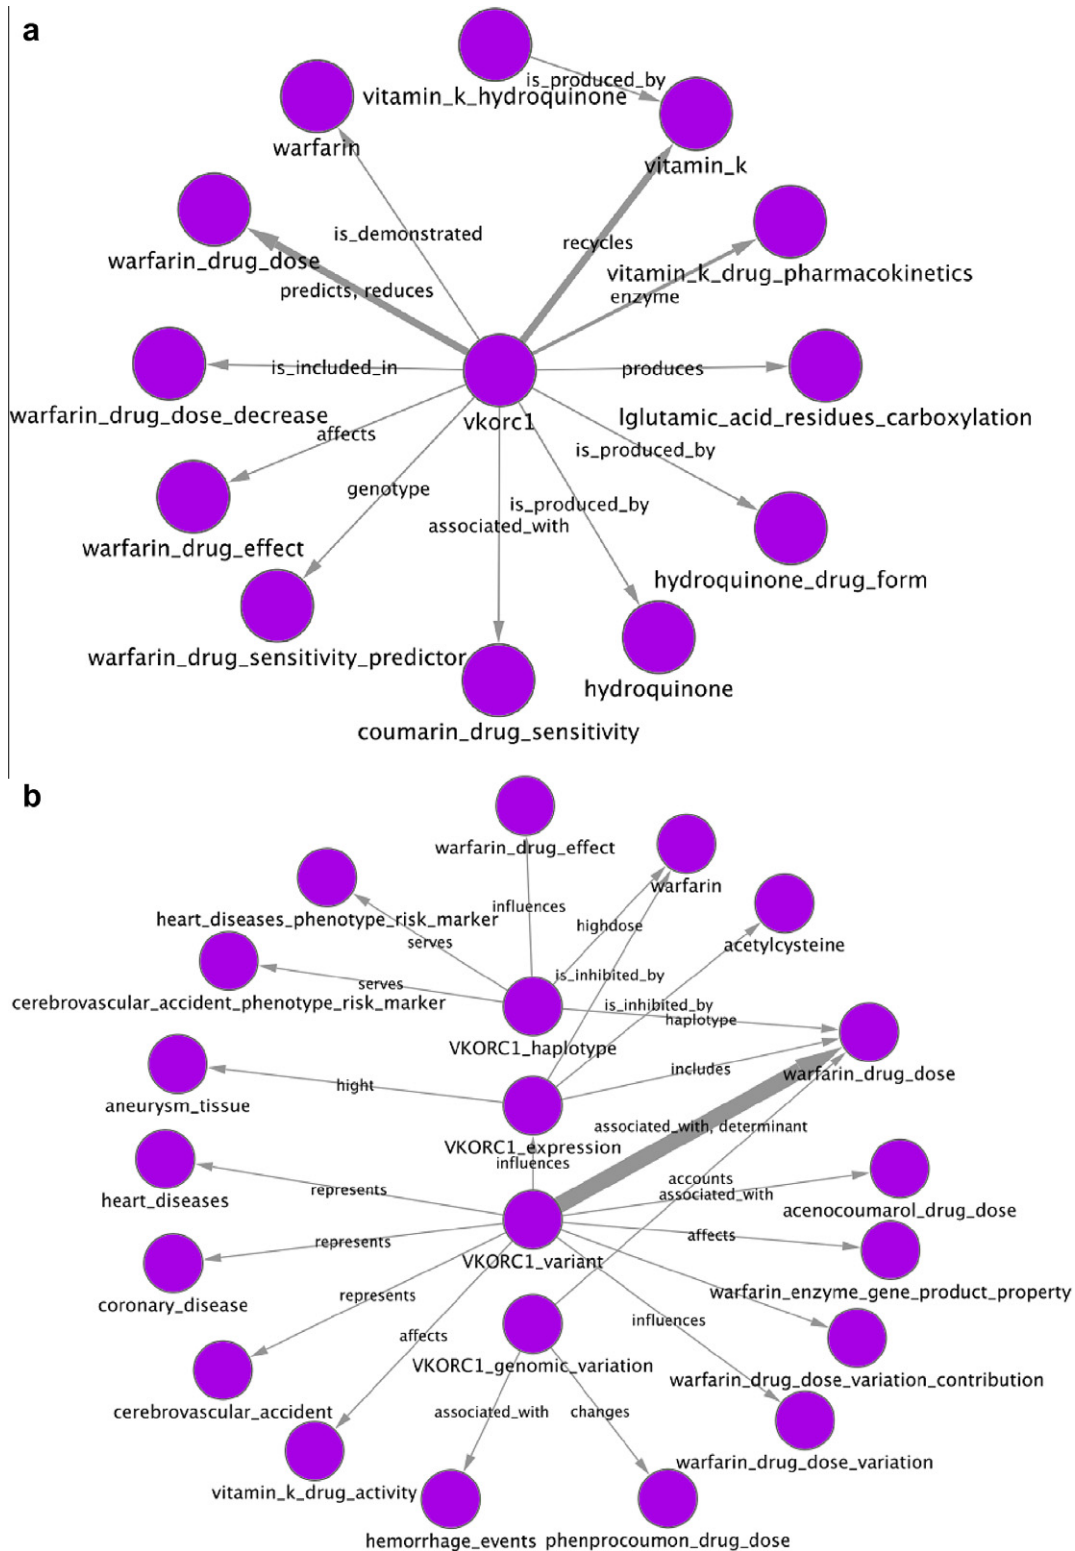 a
is_produced_by
vitamin_k_hydroquinone
warfarin
vitamin_k
is_demonstrated
recycles
warfarin_drug_dose
vitamin_k_drug_pharmacokinetics
predicts, reduces
enzyme
is_included_in
produces
warfarin_drug_dose_decrease
vkorc1
lglutamic_acid_residues_carboxylation
affects
is_produced_by
genotype
is_produced_by
associated_with
warfarin_drug_effect
hydroquinone_drug_form
warfarin_drug_sensitivity_predictor
hydroquinone
coumarin_drug_sensitivity
b
warfarin_drug_effect
warfarin
influences
heart_diseases_phenotype_risk_marker
highdose
serves
acetylcysteine
is_inhibited_by
serves
cerebrovascular_accident_phenotype_risk_marker
is_inhibited_by
haplotype
VKORC1_haplotype
includes
warfarin_drug_dose
hight
aneurysm_tissue
associated_with, determinant
VKORC1_expression
influences
accounts
represents
associated_with
heart_diseases
acenocoumarol_drug_dose
affects
represents
VKORC1_variant
represents
warfarin_enzyme_gene_product_property
coronary_disease
influences
affects
VKORC1_genomic_variation
warfarin_drug_dose_variation_contribution
cerebrovascular_accident
associated_with
changes
warfarin_drug_dose_variation
vitamin_k_drug_activity
hemorrhage_events
phenprocoumon_drug_dose